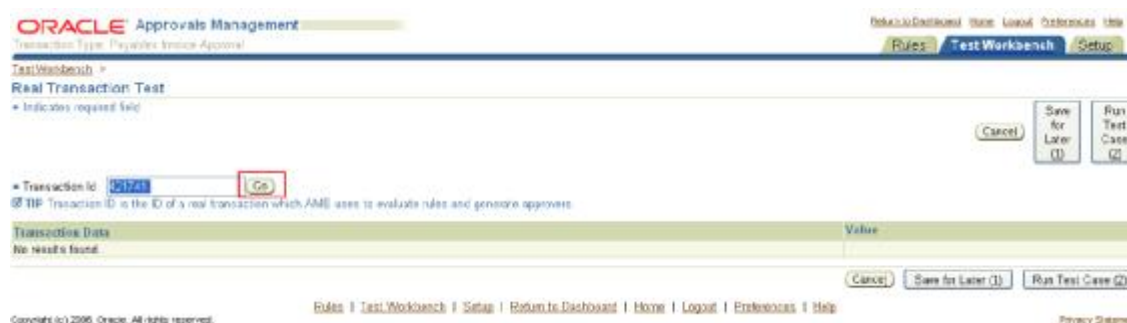 ORACLE Approvals Management
Return to Dashboard Home Logout Preferences Help
Transaction Type: Payables Invoice Approval
Rules Test Workbench Setup
Test Workbench >
Real Transaction Test
* Indicates required field
Cancel
Save for Later (1)
Run Test Case (2)
* Transaction Id
Go
TIP Transaction ID is the ID of a real transaction which AME uses to evaluate rules and generate approvers
Transaction Data Value
No results found.
Cancel Save for Later (1) Run Test Case (2)
Rules | Test Workbench | Setup | Return to Dashboard | Home | Logout | Preferences | Help
Copyright (c) 2006, Oracle. All rights reserved.
Privacy Stateme